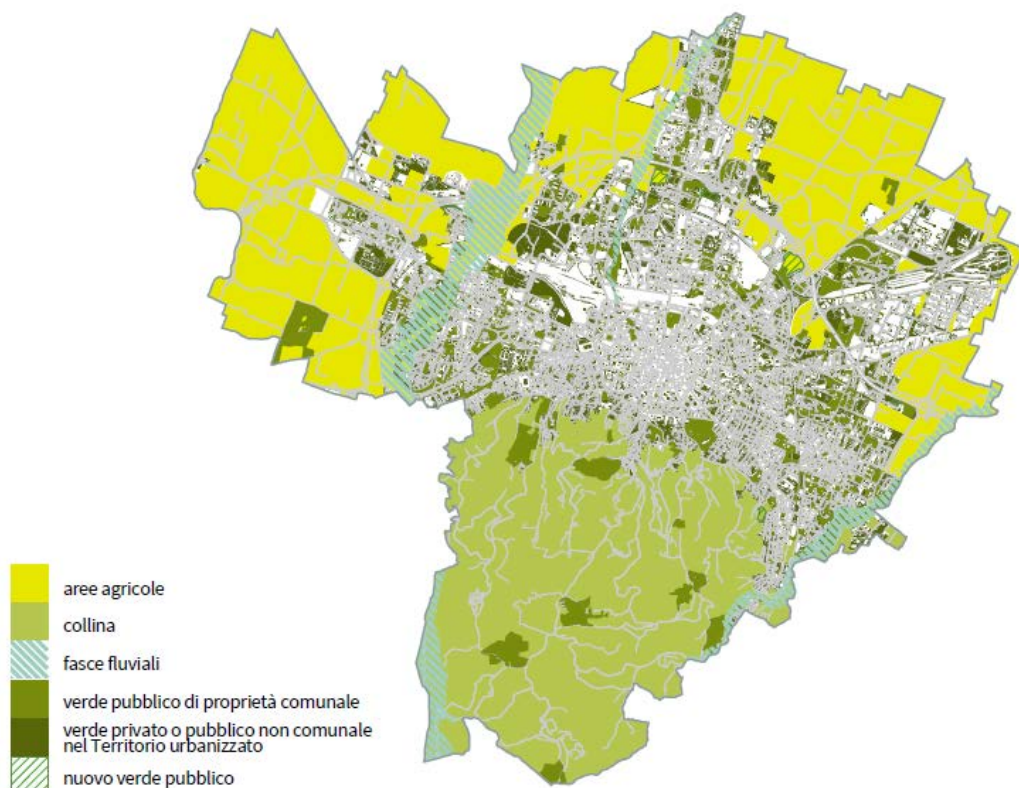 aree agricole
collina
fasce fluviali
verde pubblico di proprietà comunale
verde privato o pubblico non comunale
nel Territorio urbanizzato
nuovo verde pubblico